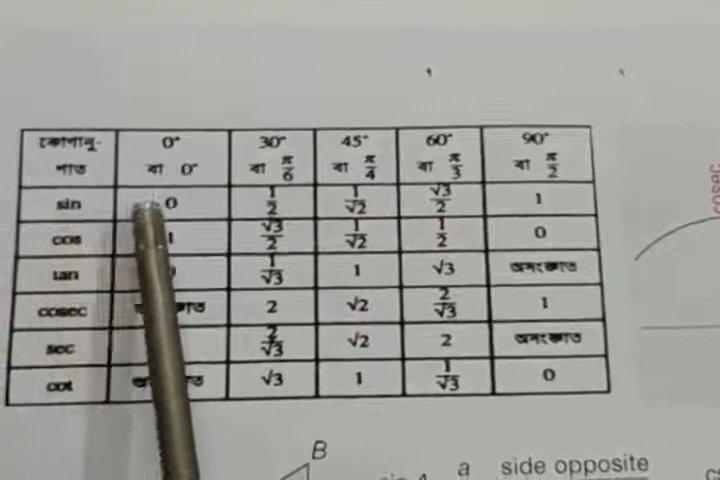 কোণানু- 0° 30° 45° 60° 90°
পাত বা 0° বা π/6 বা π/4 বা π/3 বা π/2
sin 0 1/2 1/√2 √3/2 1
cos 1 √3/2 1/√2 1/2 0
tan 1/√3 1 √3 অসংজ্ঞাত
cosec 2 √2 2/√3 1
sec 2/√3 √2 2 অসংজ্ঞাত
cot √3 1 1/√3 0
cosec
B
a side opposite